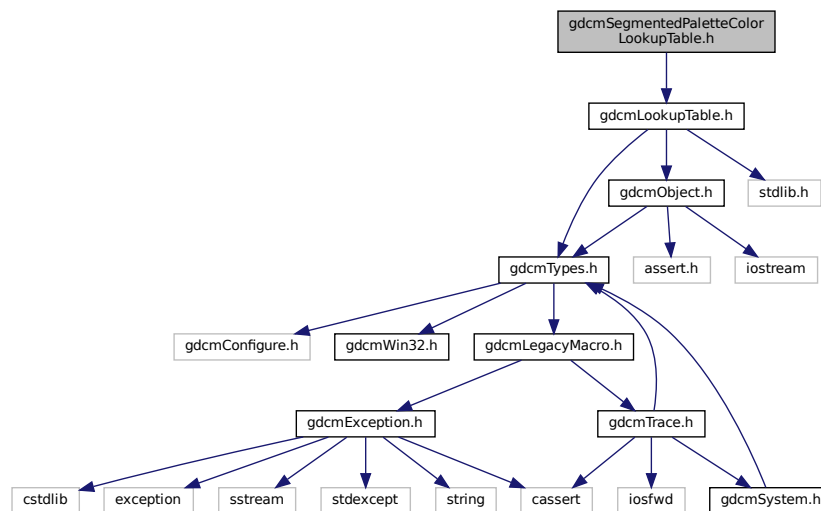 gdcmSegmentedPaletteColor
LookupTable.h
gdcmLookupTable.h
gdcmObject.h
stdlib.h
gdcmTypes.h
assert.h
iostream
gdcmConfigure.h
gdcmWin32.h
gdcmLegacyMacro.h
gdcmException.h
gdcmTrace.h
cstdlib
exception
sstream
stdexcept
string
cassert
iosfwd
gdcmSystem.h